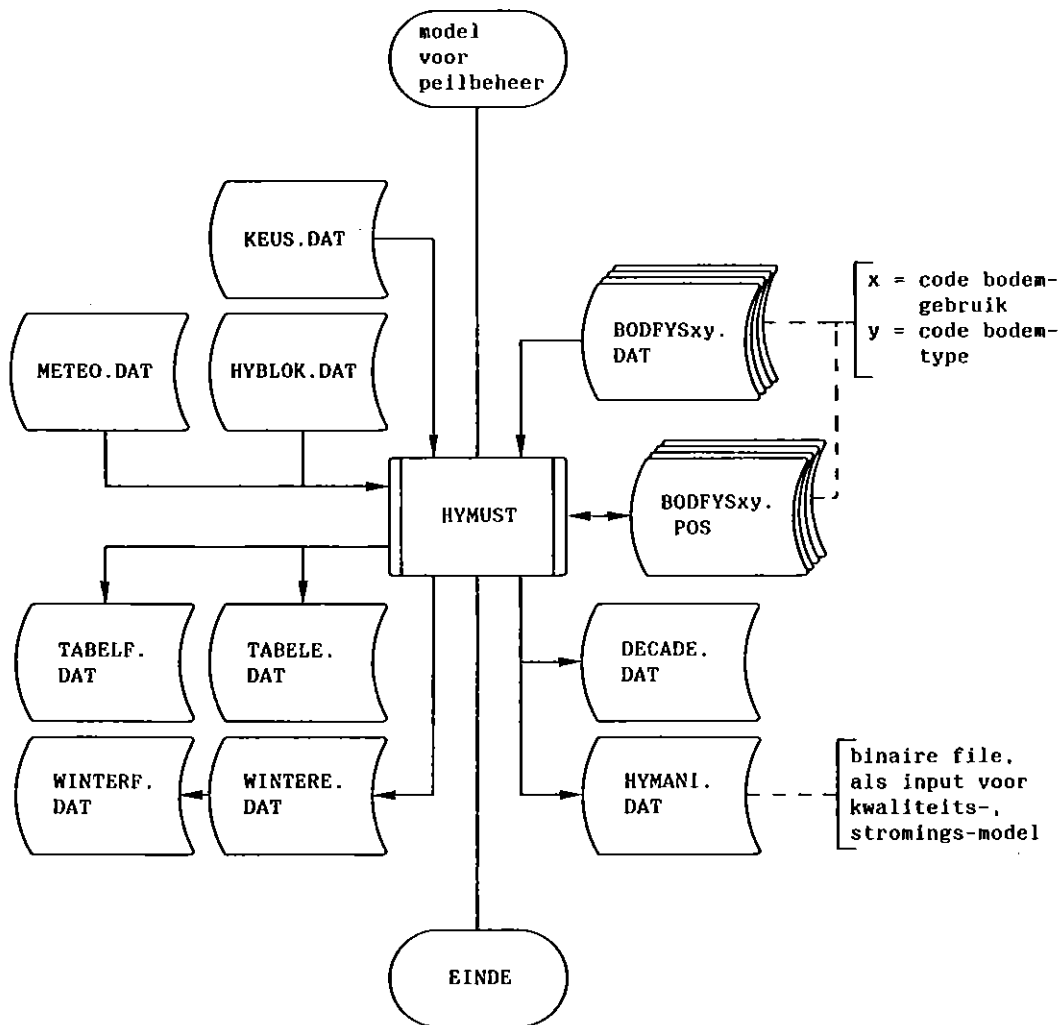 model
voor
peilbeheer
KEUS.DAT
METEO.DAT
HYBLOK.DAT
BODFYSxy.
DAT
x = code bodem-
gebruik
y = code bodem-
type
HYMUST
BODFYSxy.
POS
TABELF.
DAT
TABELE.
DAT
DECADE.
DAT
WINTERF.
DAT
WINTERE.
DAT
HYMANI.
DAT
binaire file,
als input voor
kwaliteits-,
stromings-model
EINDE